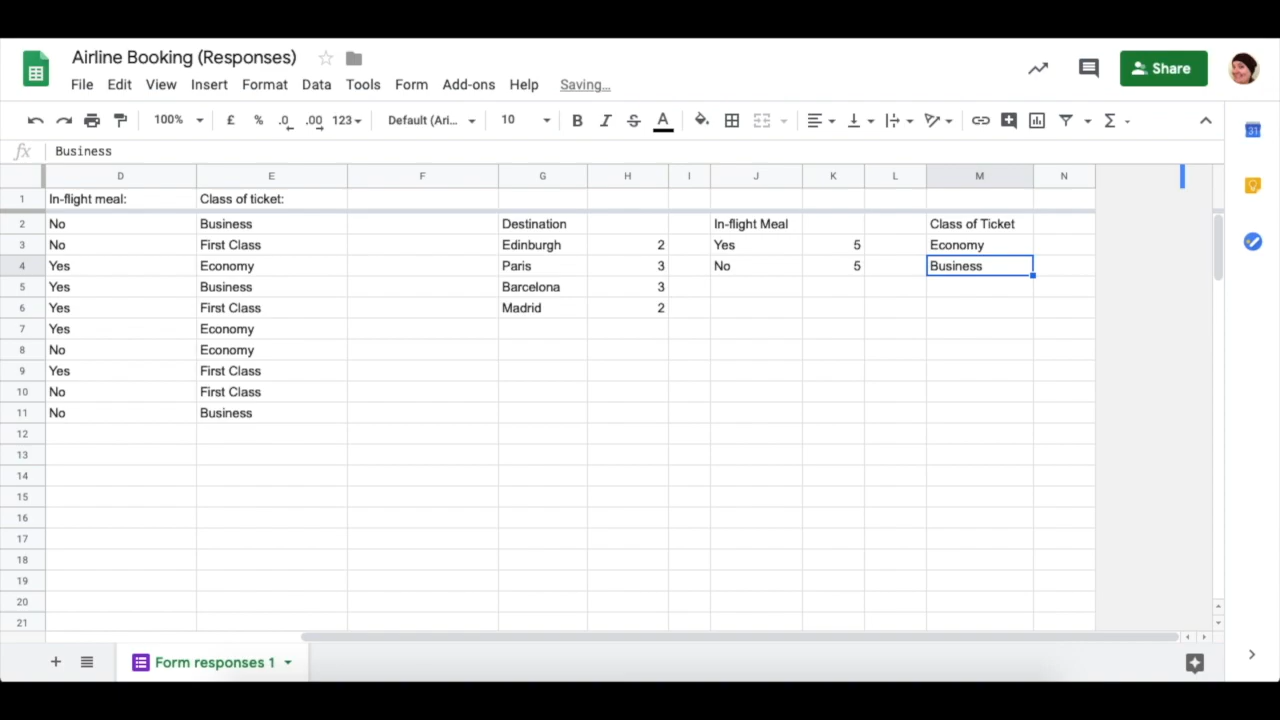 Airline Booking (Responses)
File Edit View Insert Format Data Tools Form Add-ons Help Saving...
Share
100% £ % .0 .00 123 Default (Ari... 10 B I S A Σ
fx Business
31
D E F G H I J K L M N
1 In-flight meal: Class of ticket:
2 No Business Destination In-flight Meal Class of Ticket
3 No First Class Edinburgh 2 Yes 5 Economy
4 Yes Economy Paris 3 No 5 Business
5 Yes Business Barcelona 3
6 Yes First Class Madrid 2
7 Yes Economy
8 No Economy
9 Yes First Class
10 No First Class
11 No Business
12
13
14
15
16
17
18
19
20
21
Form responses 1